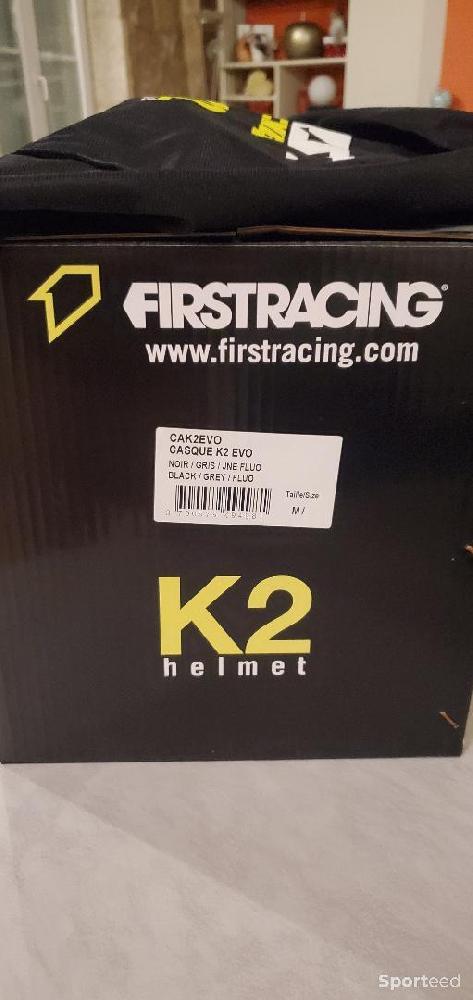 FIRSTRACING®
www.firstracing.com
CAK2EVO
CASQUE K2 EVO
NOIR / GRIS / JNE FLUO
BLACK / GREY / FLUO
Taille/Size
M /
K2
helmet
Sporteed